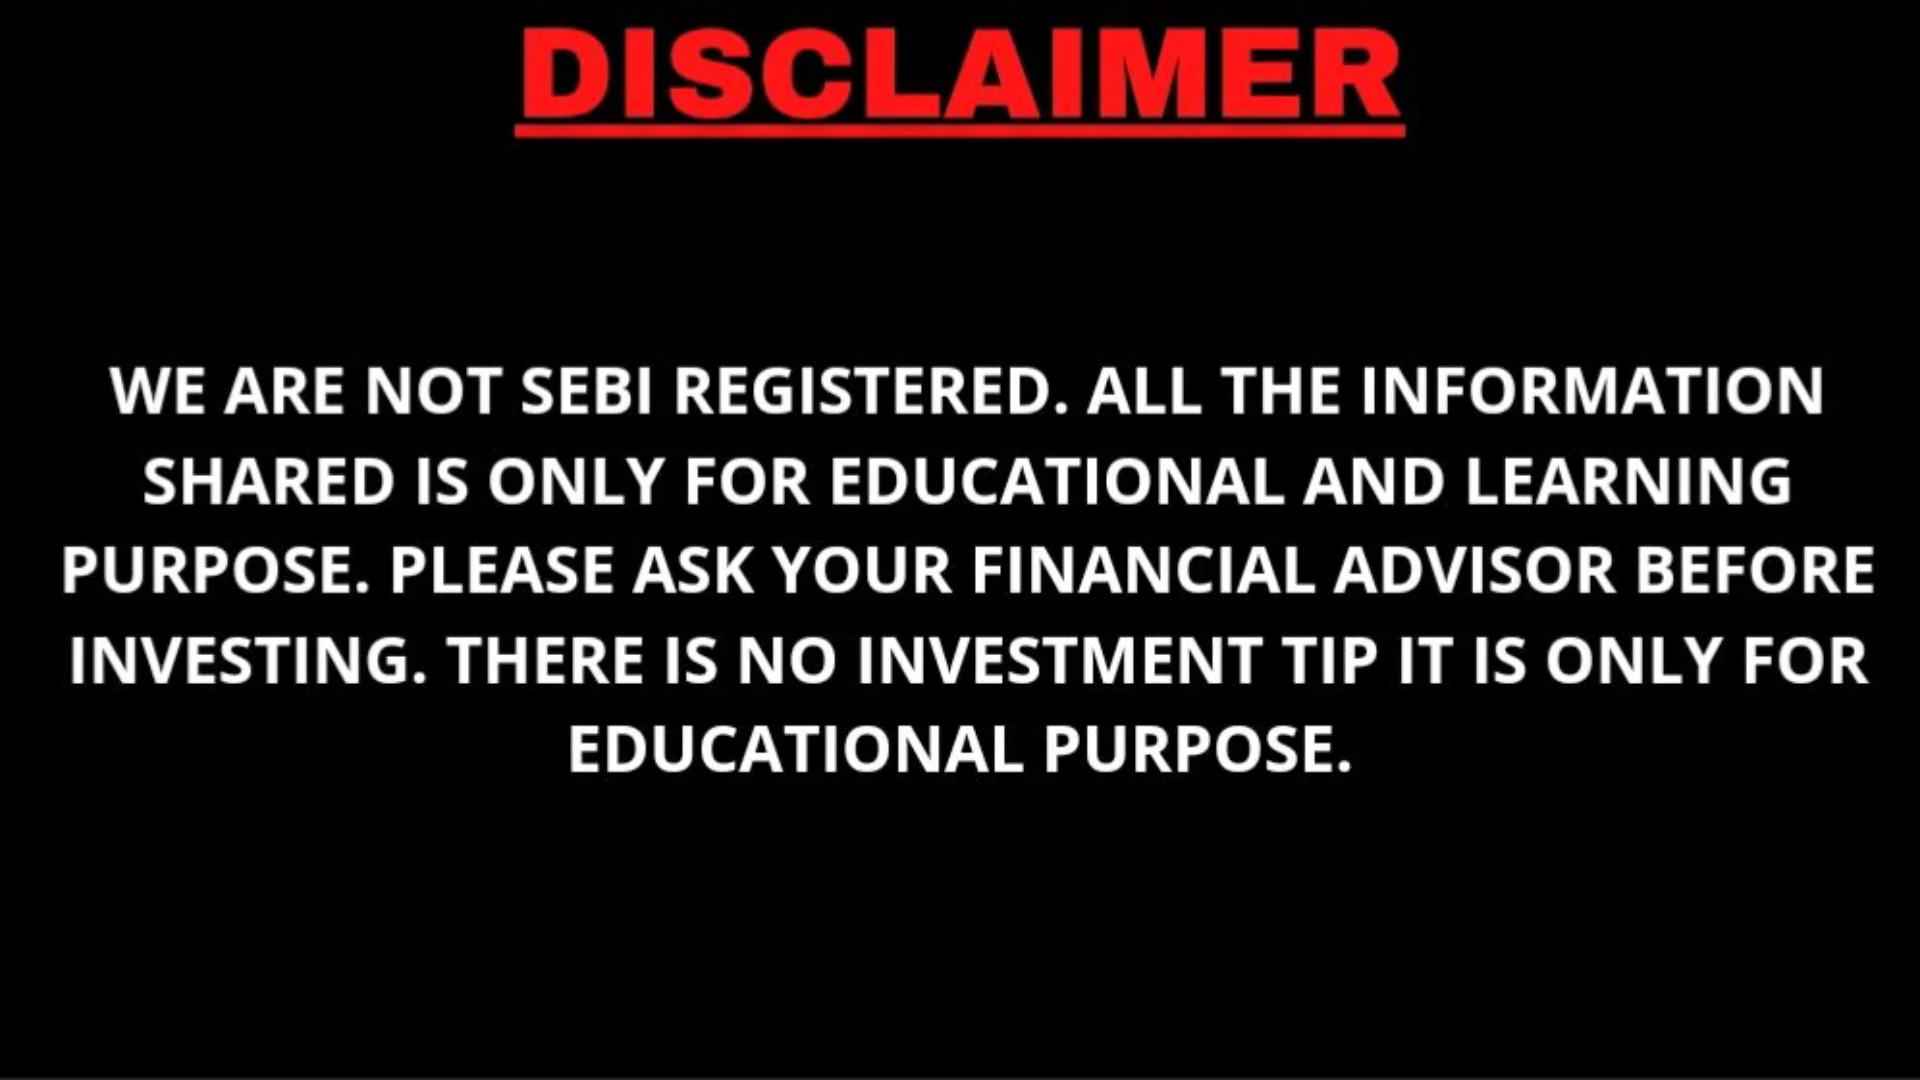 DISCLAIMER
WE ARE NOT SEBI REGISTERED. ALL THE INFORMATION
SHARED IS ONLY FOR EDUCATIONAL AND LEARNING
PURPOSE. PLEASE ASK YOUR FINANCIAL ADVISOR BEFORE
INVESTING. THERE IS NO INVESTMENT TIP IT IS ONLY FOR
EDUCATIONAL PURPOSE.